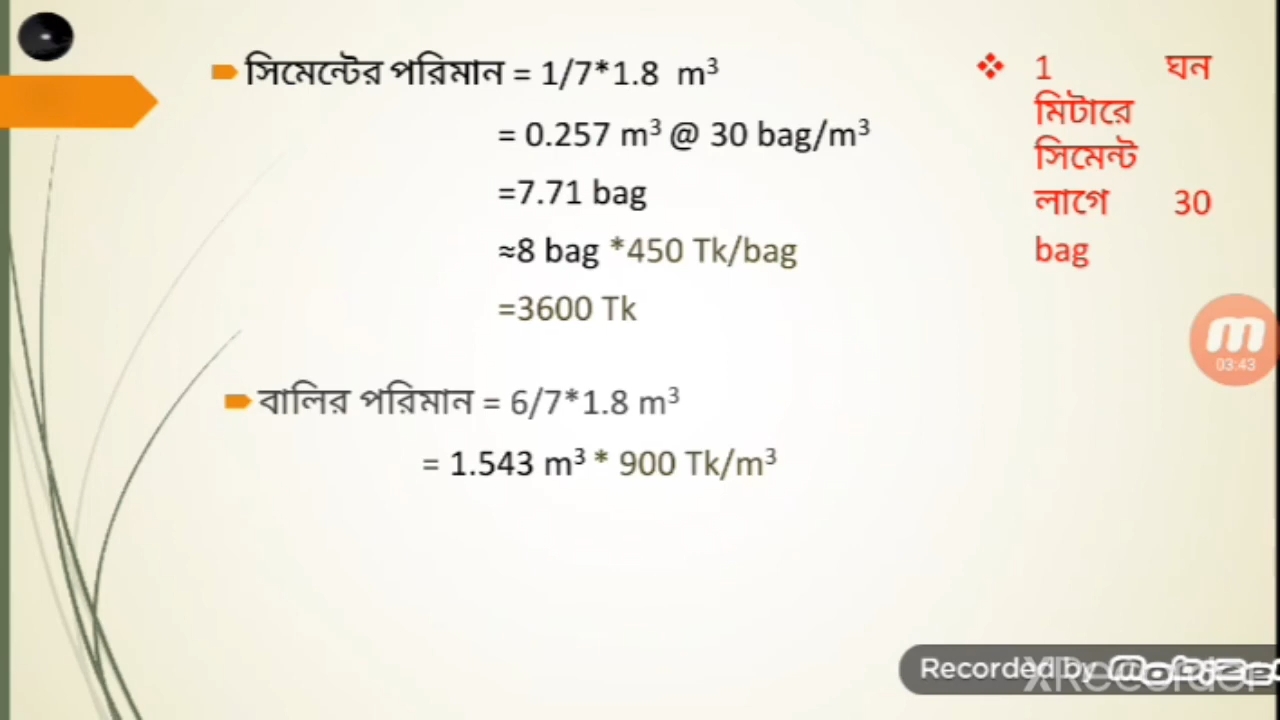 সিমেন্টের পরিমান = 1/7*1.8 m³
= 0.257 m³ @ 30 bag/m³
=7.71 bag
≈8 bag *450 Tk/bag
=3600 Tk
বালির পরিমান = 6/7*1.8 m³
= 1.543 m³ * 900 Tk/m³
1 ঘন
মিটারে
সিমেন্ট
লাগে 30
bag
03:43
Recorded by
XRecorder